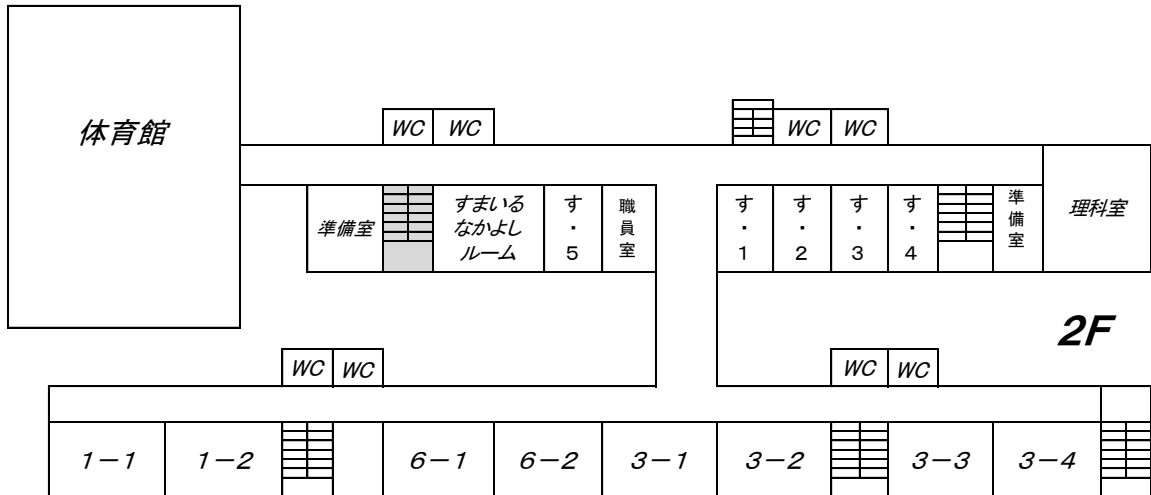 体育館
WC WC
WC WC
準備室
すまいる
なかよし
ルーム
す・5
職員室
す・1
す・2
す・3
す・4
準備室
理科室
2F
WC WC
WC WC
1-1
1-2
6-1
6-2
3-1
3-2
3-3
3-4